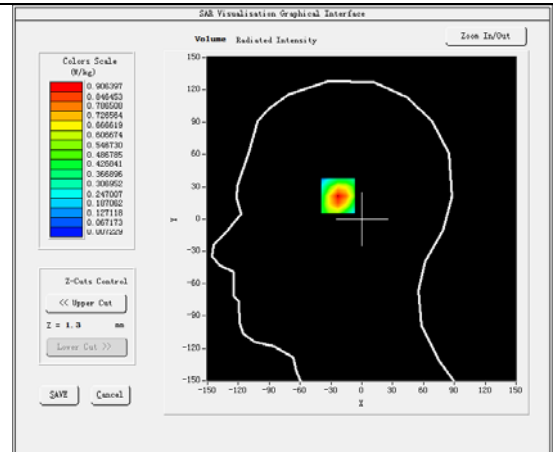 SAR Visualisation Graphical Interface
Volume Radiated Intensity
Zoom In/Out
Colors Scale
(W/kg)
0.906397
0.846453
0.786508
0.726564
0.666619
0.606674
0.546730
0.486785
0.426841
0.366896
0.306952
0.247007
0.187062
0.127118
0.067173
0.007229
Z-Cuts Control
<< Upper Cut
Z = 1.3 mm
Lower Cut >>
SAVE
Cancel
150
120
90
60
30
0
-30
-60
-90
-120
-150
Y
-150 -120 -90 -60 -30 0 30 60 90 120 150
X